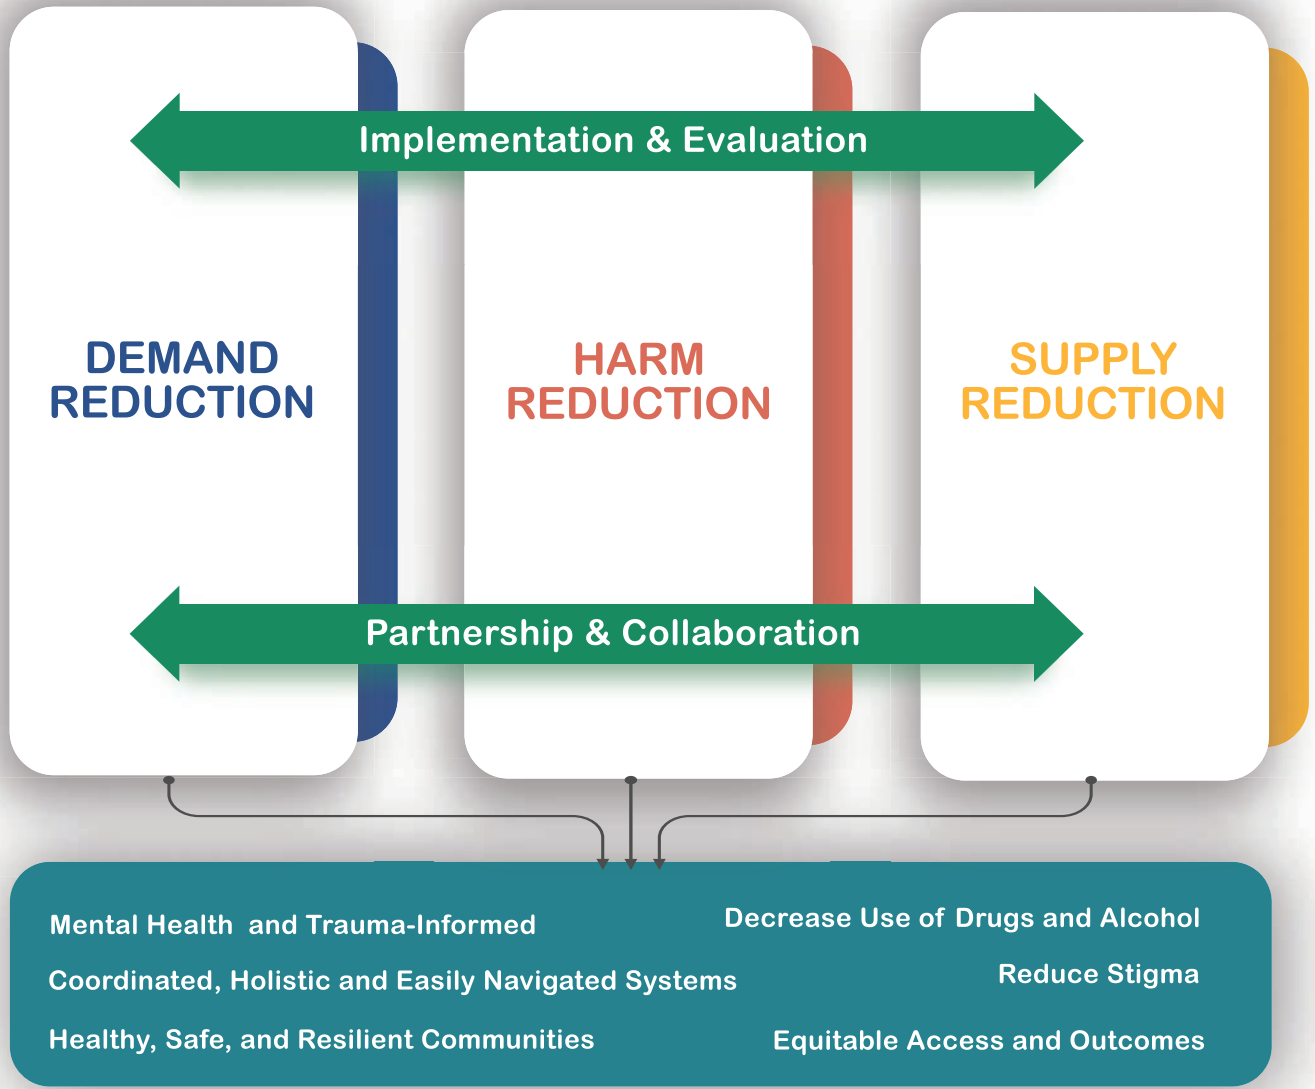 Implementation & Evaluation
DEMAND
REDUCTION
HARM
REDUCTION
SUPPLY
REDUCTION
Partnership & Collaboration
Mental Health and Trauma-Informed
Coordinated, Holistic and Easily Navigated Systems
Healthy, Safe, and Resilient Communities
Decrease Use of Drugs and Alcohol
Reduce Stigma
Equitable Access and Outcomes